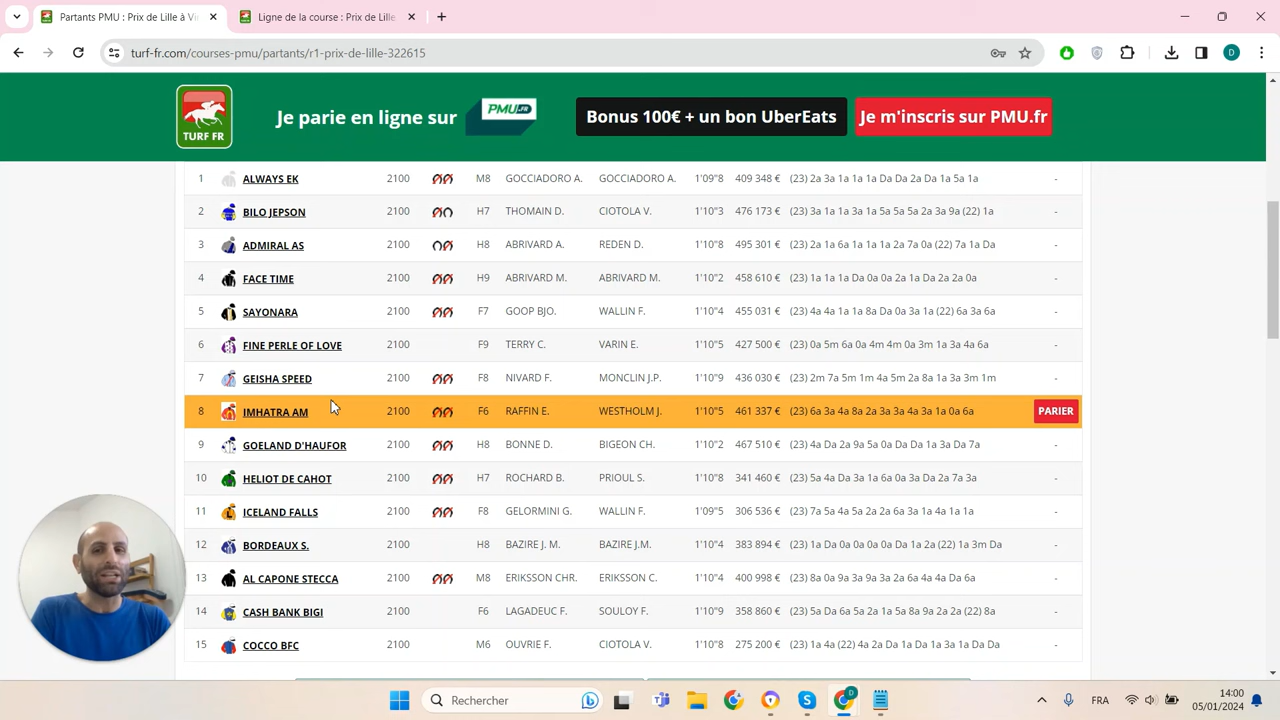 Partants PMU : Prix de Lille à Vi
Ligne de la course : Prix de Lille
turf-fr.com/courses-pmu/partants/r1-prix-de-lille-322615
D
TURF FR
Je parie en ligne sur
PMU.FR
Bonus 100€ + un bon UberEats
Je m'inscris sur PMU.fr
1 ALWAYS EK 2100 M8 GOCCIADORO A. GOCCIADORO A. 1'09"8 409 348 € (23) 2a 3a 1a 1a 1a Da Da 2a Da 1a 5a 1a -
2 BILO JEPSON 2100 H7 THOMAIN D. CIOTOLA V. 1'10"3 476 173 € (23) 3a 1a 1a 3a 1a 5a 5a 5a 2a 3a 9a (22) 1a -
3 ADMIRAL AS 2100 H8 ABRIVARD A. REDEN D. 1'10"8 495 301 € (23) 2a 1a 6a 1a 1a 1a 2a 7a 0a (22) 7a 1a Da -
4 FACE TIME 2100 H9 ABRIVARD M. ABRIVARD M. 1'10"2 458 610 € (23) 1a 1a 1a Da 0a 0a 2a 1a Da 2a 2a 0a -
5 SAYONARA 2100 F7 GOOP BJO. WALLIN F. 1'10"4 455 031 € (23) 4a 4a 1a 1a 8a Da 0a 3a 1a (22) 6a 3a 6a -
6 FINE PERLE OF LOVE 2100 F9 TERRY C. VARIN E. 1'10"5 427 500 € (23) 0a 5m 6a 0a 4m 4m 0a 3m 1a 3a 4a 6a -
7 GEISHA SPEED 2100 F8 NIVARD F. MONCLIN J.P. 1'10"9 436 030 € (23) 2m 7a 5m 1m 4a 5m 2a 8a 1a 3a 3m 1m -
8 IMHATRA AM 2100 F6 RAFFIN E. WESTHOLM J. 1'10"5 461 337 € (23) 6a 3a 4a 8a 2a 3a 3a 4a 3a 1a 0a 6a PARIER
9 GOELAND D'HAUFOR 2100 H8 BONNE D. BIGEON CH. 1'10"2 467 510 € (23) 4a Da 2a 9a 5a 0a Da Da 1a 3a Da 7a -
10 HELIOT DE CAHOT 2100 H7 ROCHARD B. PRIOUL S. 1'10"8 341 460 € (23) 5a 4a Da 3a 1a 6a 0a 3a Da 2a 7a 3a -
11 ICELAND FALLS 2100 F8 GELORMINI G. WALLIN F. 1'09"5 306 536 € (23) 7a 5a 4a 5a 2a 2a 6a 3a 1a 4a 1a 1a -
12 BORDEAUX S. 2100 H8 BAZIRE J. M. BAZIRE J.M. 1'10"4 383 894 € (23) 1a Da 0a 0a 0a 0a Da 1a 2a (22) 1a 3m Da -
13 AL CAPONE STECCA 2100 M8 ERIKSSON CHR. ERIKSSON C. 1'10"4 400 998 € (23) 8a 0a 9a 3a 9a 3a 2a 6a 4a 4a Da 6a -
14 CASH BANK BIGI 2100 F6 LAGADEUC F. SOULOY F. 1'10"9 358 860 € (23) 5a Da 6a 5a 2a 1a 5a 8a 9a 2a 2a (22) 8a -
15 COCCO BFC 2100 M6 OUVRIE F. CIOTOLA V. 1'10"8 275 200 € (23) 1a 4a (22) 4a 2a Da 1a Da 1a 3a 1a Da Da -
Rechercher
FRA
14:00
05/01/2024